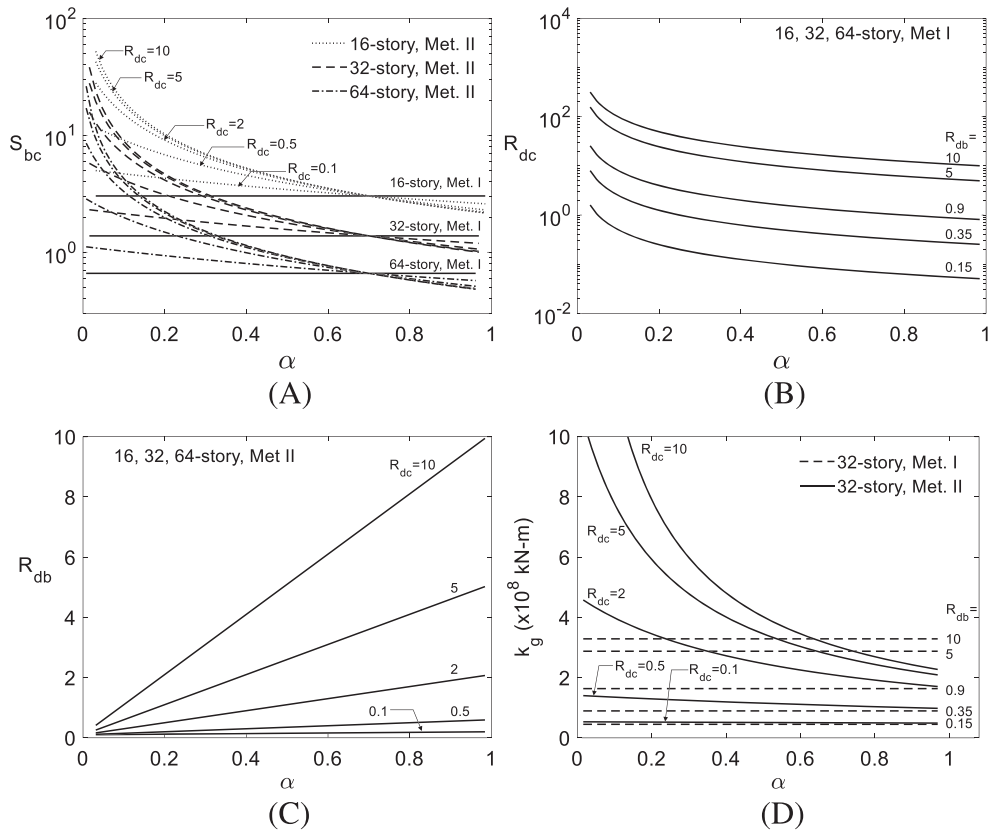 10^2
10^1
10^0
S_bc
R_dc=10
R_dc=5
R_dc=2
R_dc=0.5
R_dc=0.1
16-story, Met. II
32-story, Met. II
64-story, Met. II
16-story, Met. I
32-story, Met. I
64-story, Met. I
0 0.2 0.4 0.6 0.8 1
α
(A)
16, 32, 64-story, Met I
10^4
10^2
10^0
10^-2
R_dc
R_db=
10
5
0.9
0.35
0.15
0 0.2 0.4 0.6 0.8 1
α
(B)
16, 32, 64-story, Met II
10
8
6
4
2
0
R_db
R_dc=10
5
2
0.5
0.1
0 0.2 0.4 0.6 0.8 1
α
(C)
10
8
6
4
2
0
k_g (x10^8 kN-m)
R_dc=10
R_dc=5
R_dc=2
R_dc=0.5
R_dc=0.1
32-story, Met. I
32-story, Met. II
R_db=
10
5
0.9
0.35
0.15
0 0.2 0.4 0.6 0.8 1
α
(D)